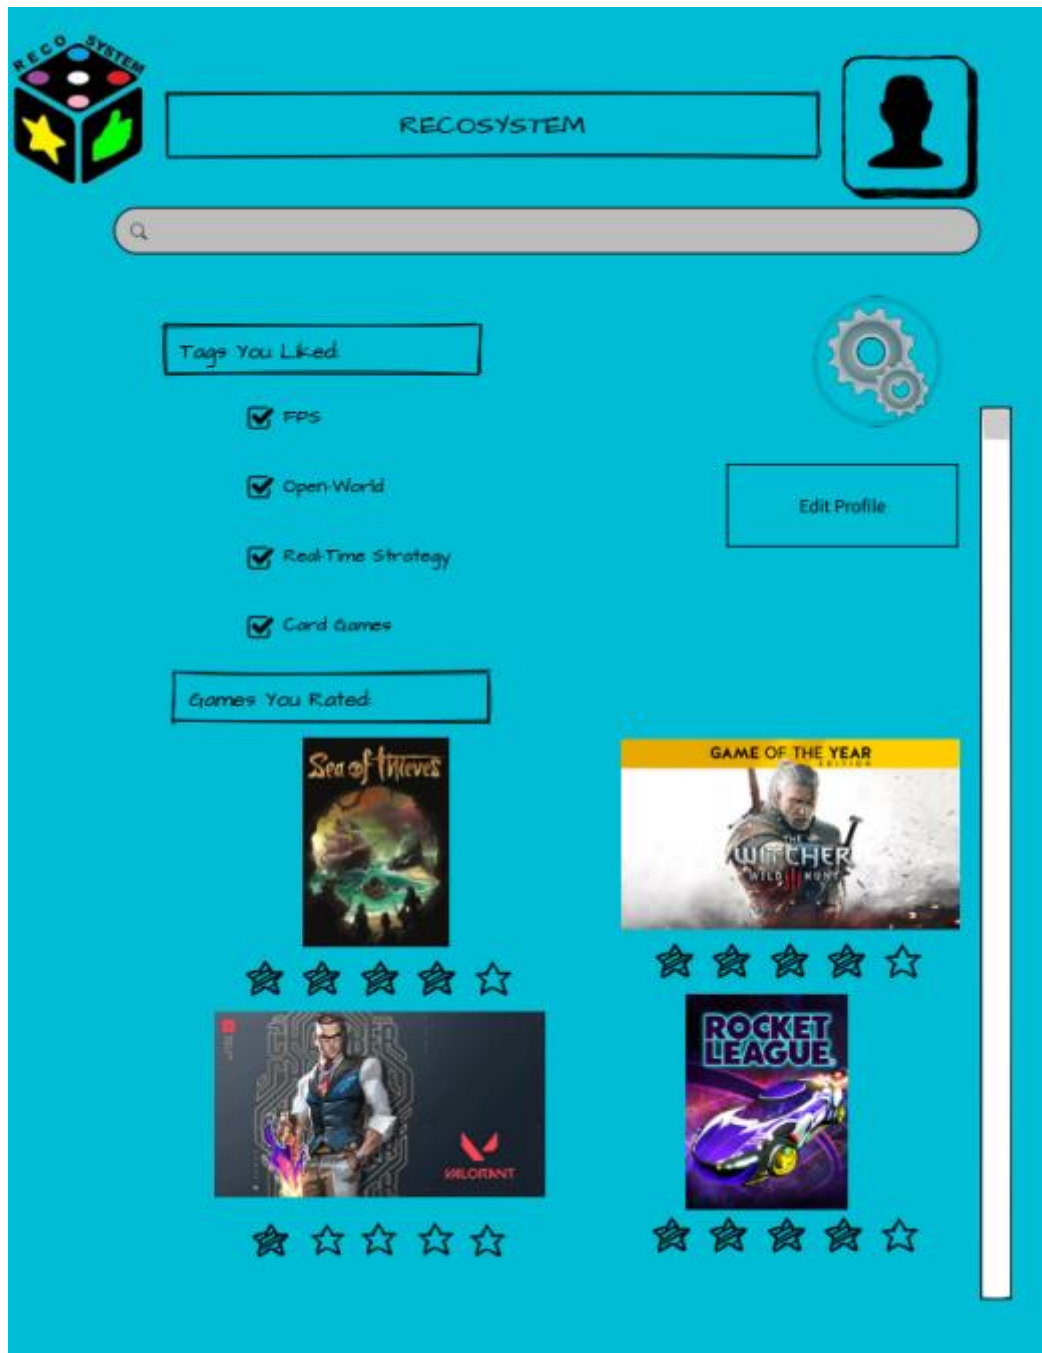 RECO SYSTEM
RECOSYSTEM
Tags You Liked:
FPS
Open-World
Edit Profile
Real-Time Strategy
Card Games
Games You Rated:
Sea of Thieves
GAME OF THE YEAR
EDITION
THE
WITCHER
WILD HUNT
ROCKET
LEAGUE
VALORANT